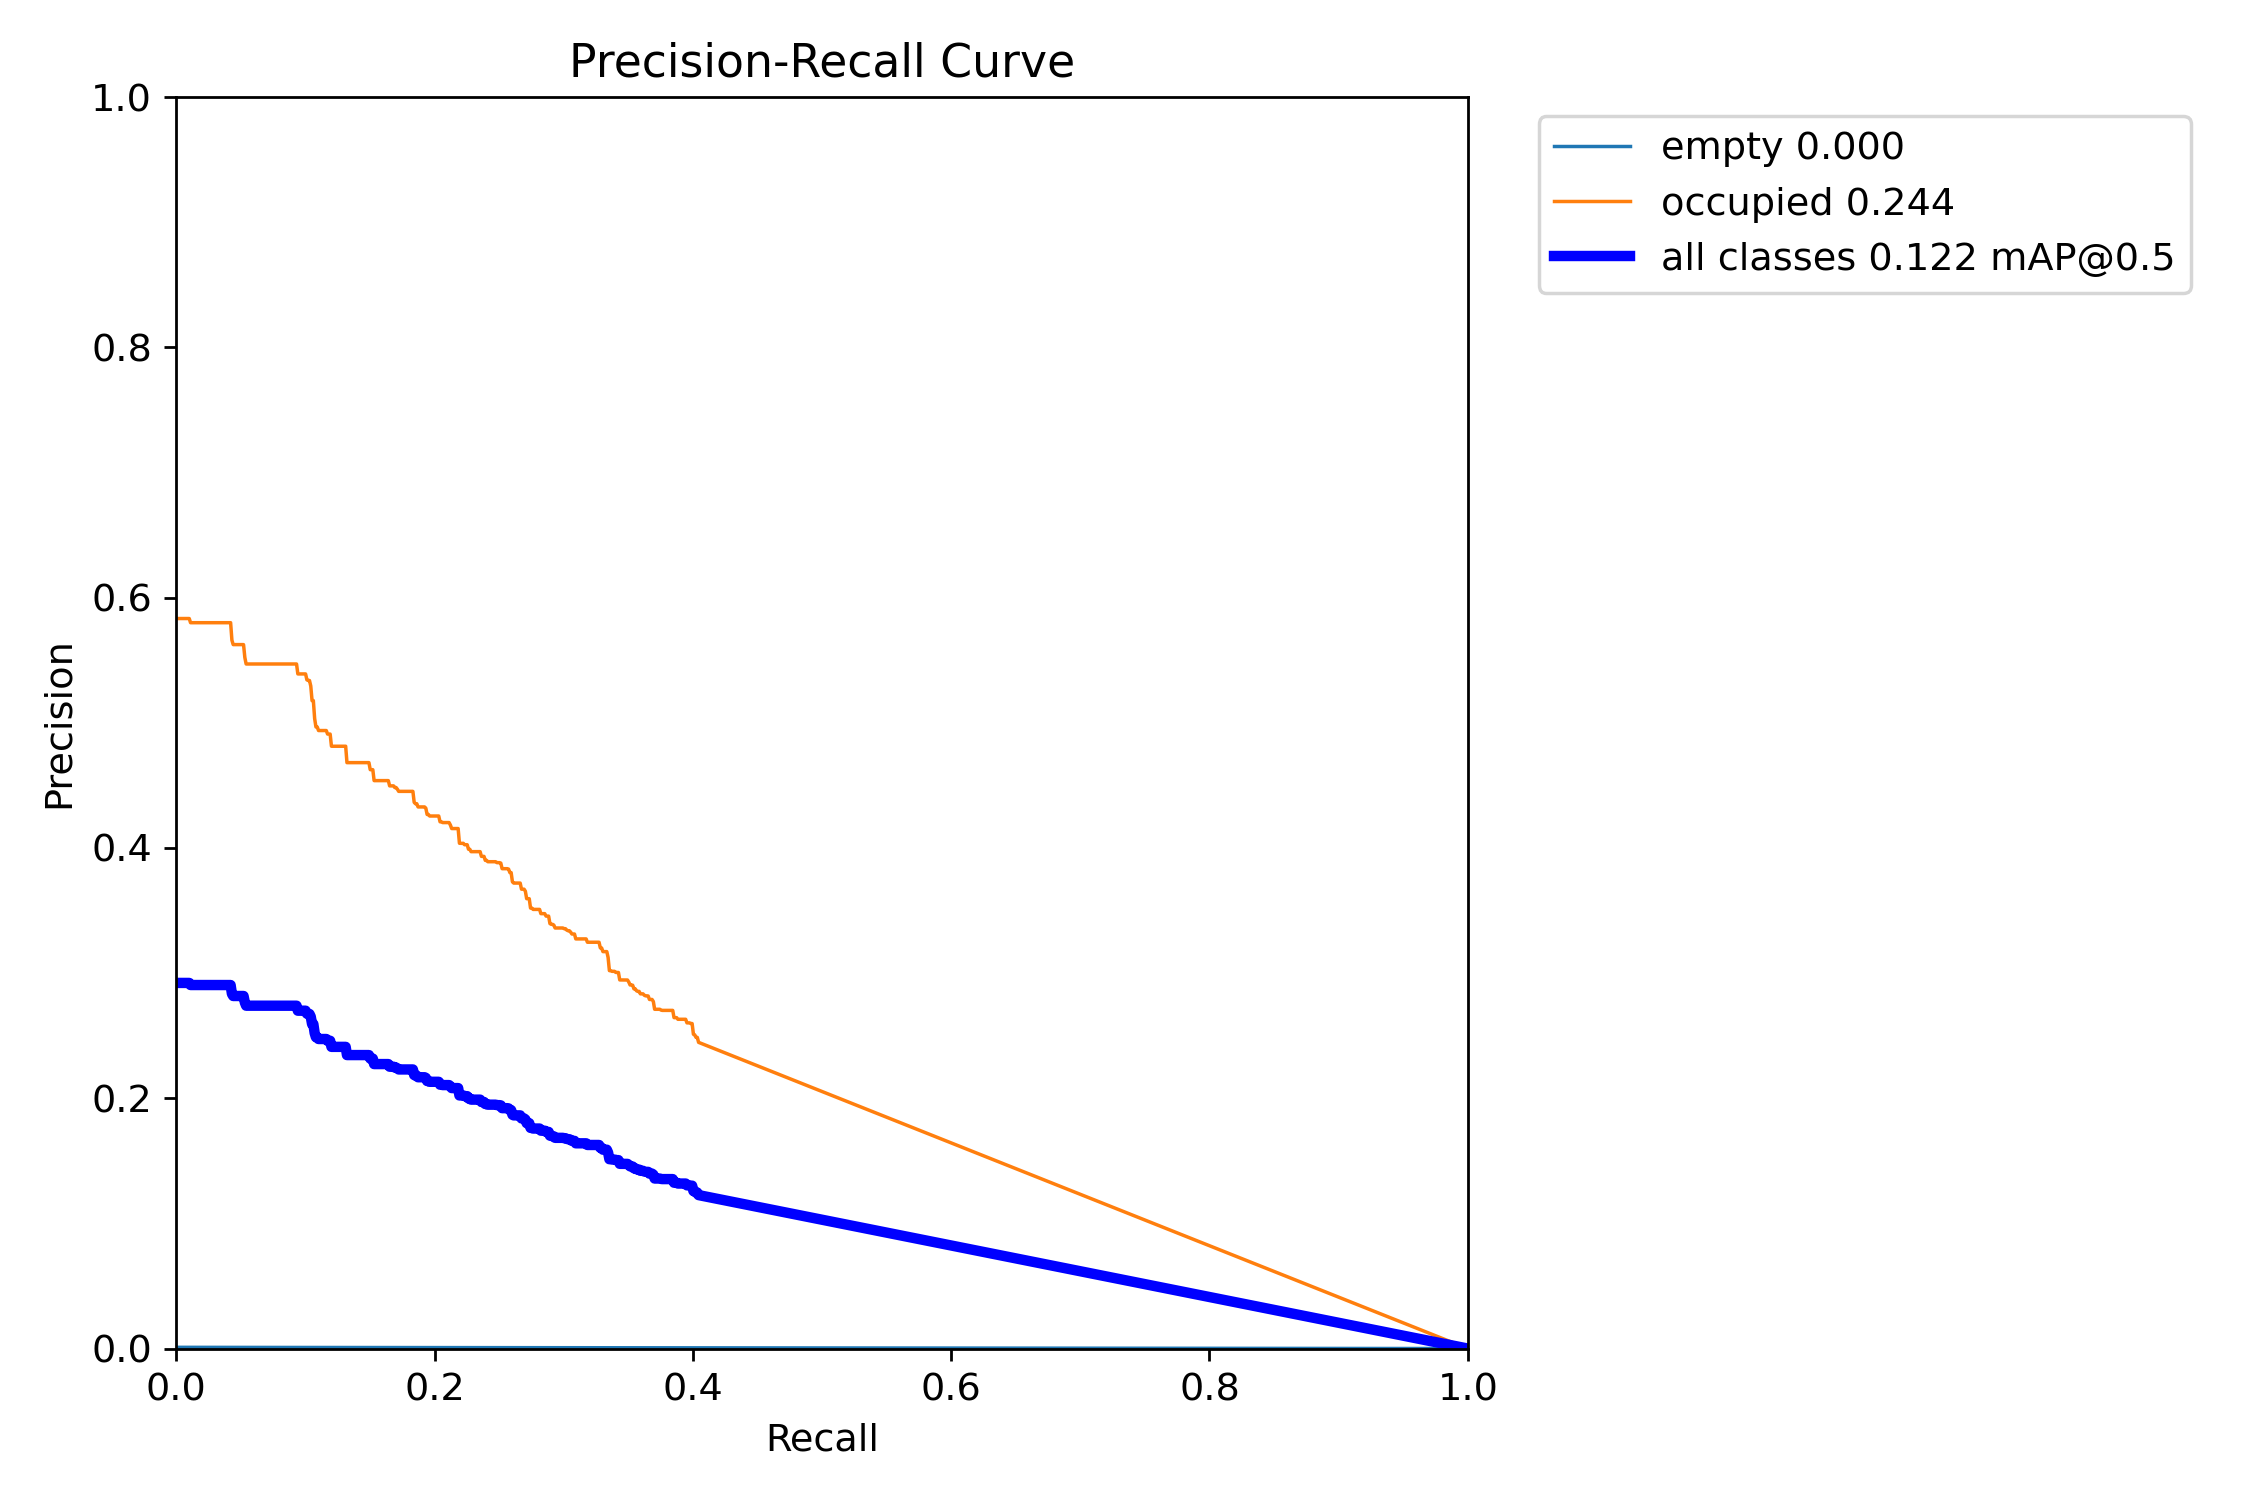 Precision-Recall Curve
1.0
0.8
0.6
0.4
0.2
0.0
Precision
0.0 0.2 0.4 0.6 0.8 1.0
Recall
empty 0.000
occupied 0.244
all classes 0.122 mAP@0.5